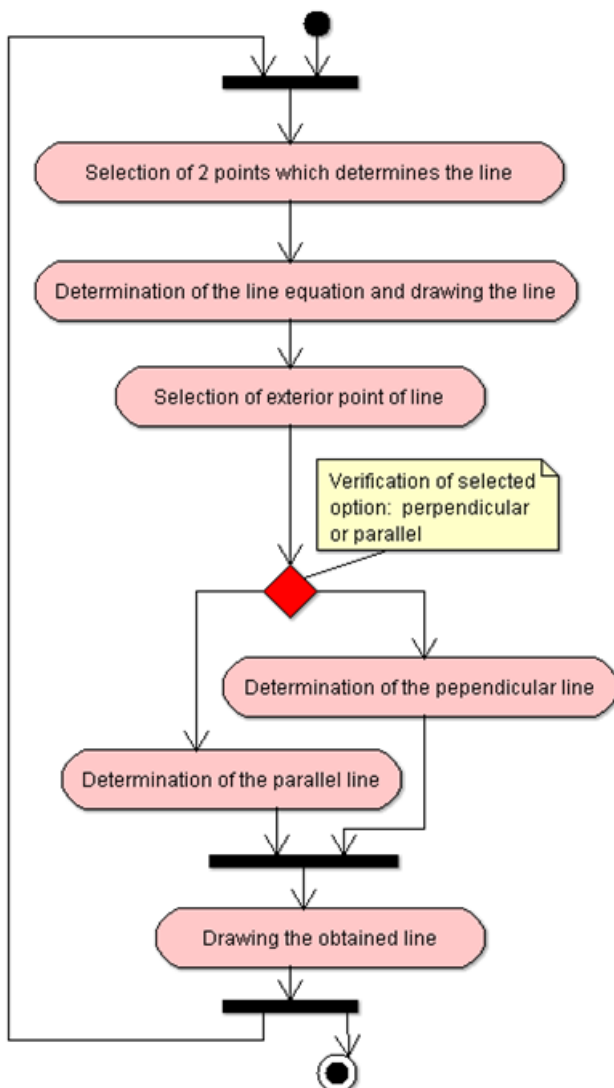 Selection of 2 points which determines the line
Determination of the line equation and drawing the line
Selection of exterior point of line
Verification of selected
option: perpendicular
or parallel
Determination of the pependicular line
Determination of the parallel line
Drawing the obtained line